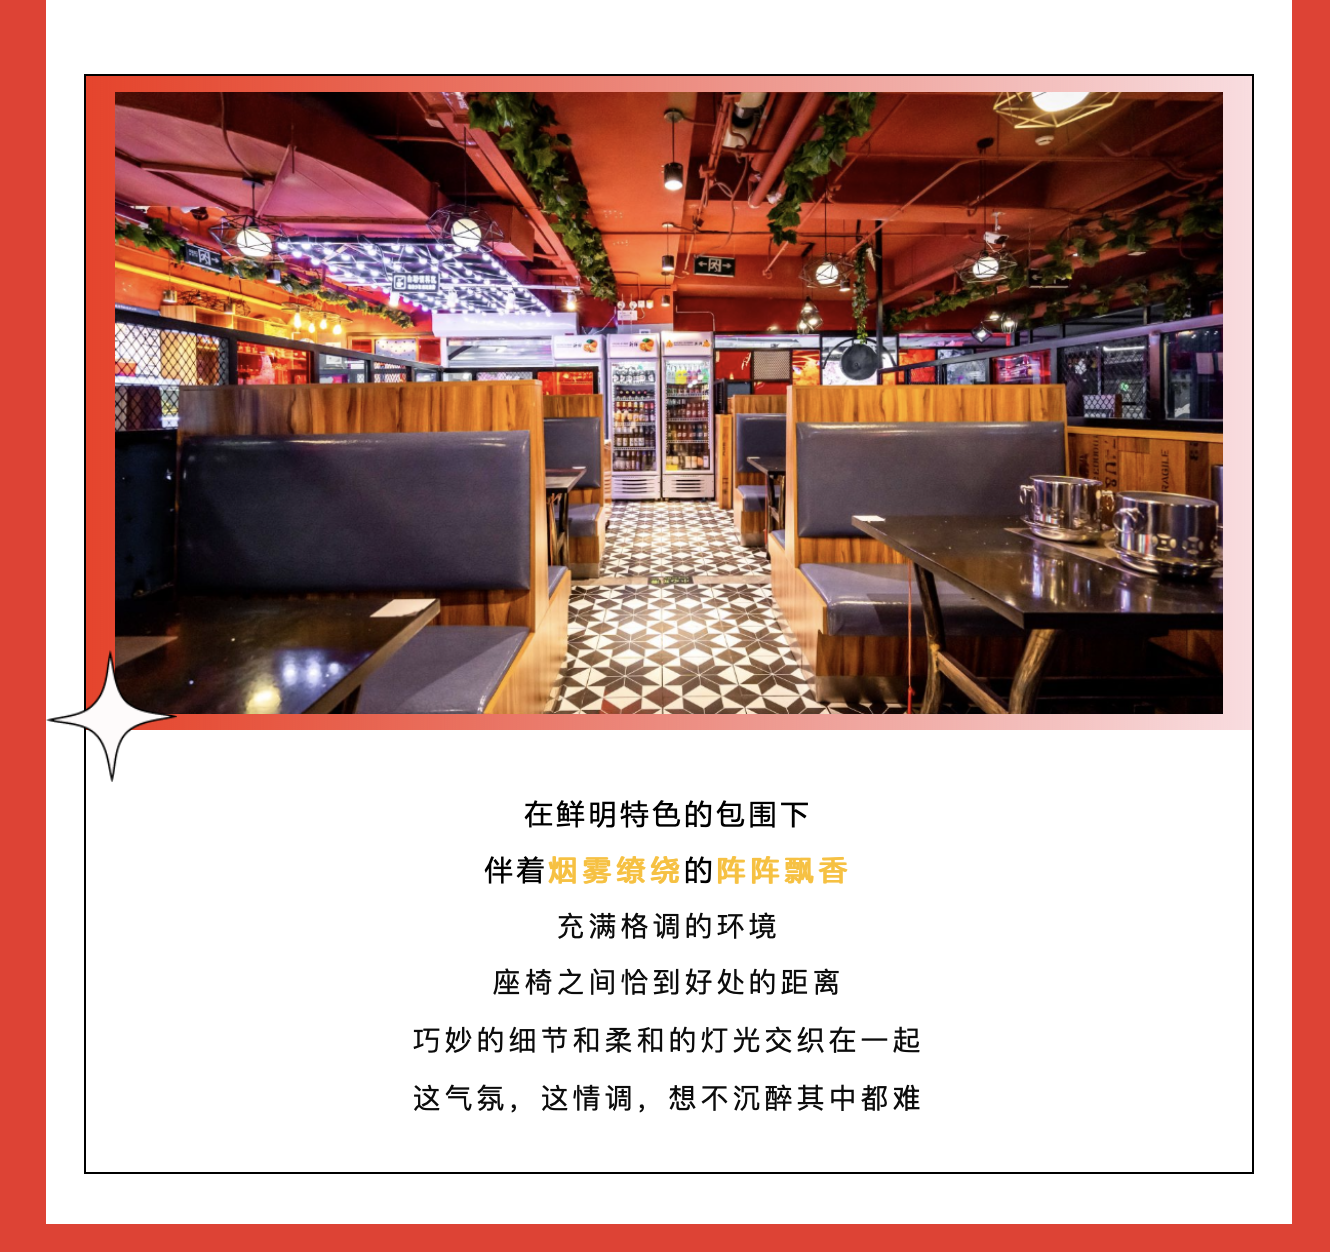 FRAGILE
在鲜明特色的包围下
伴着烟雾缭绕的阵阵飘香
充满格调的环境
座椅之间恰到好处的距离
巧妙的细节和柔和的灯光交织在一起
这气氛，这情调，想不沉醉其中都难